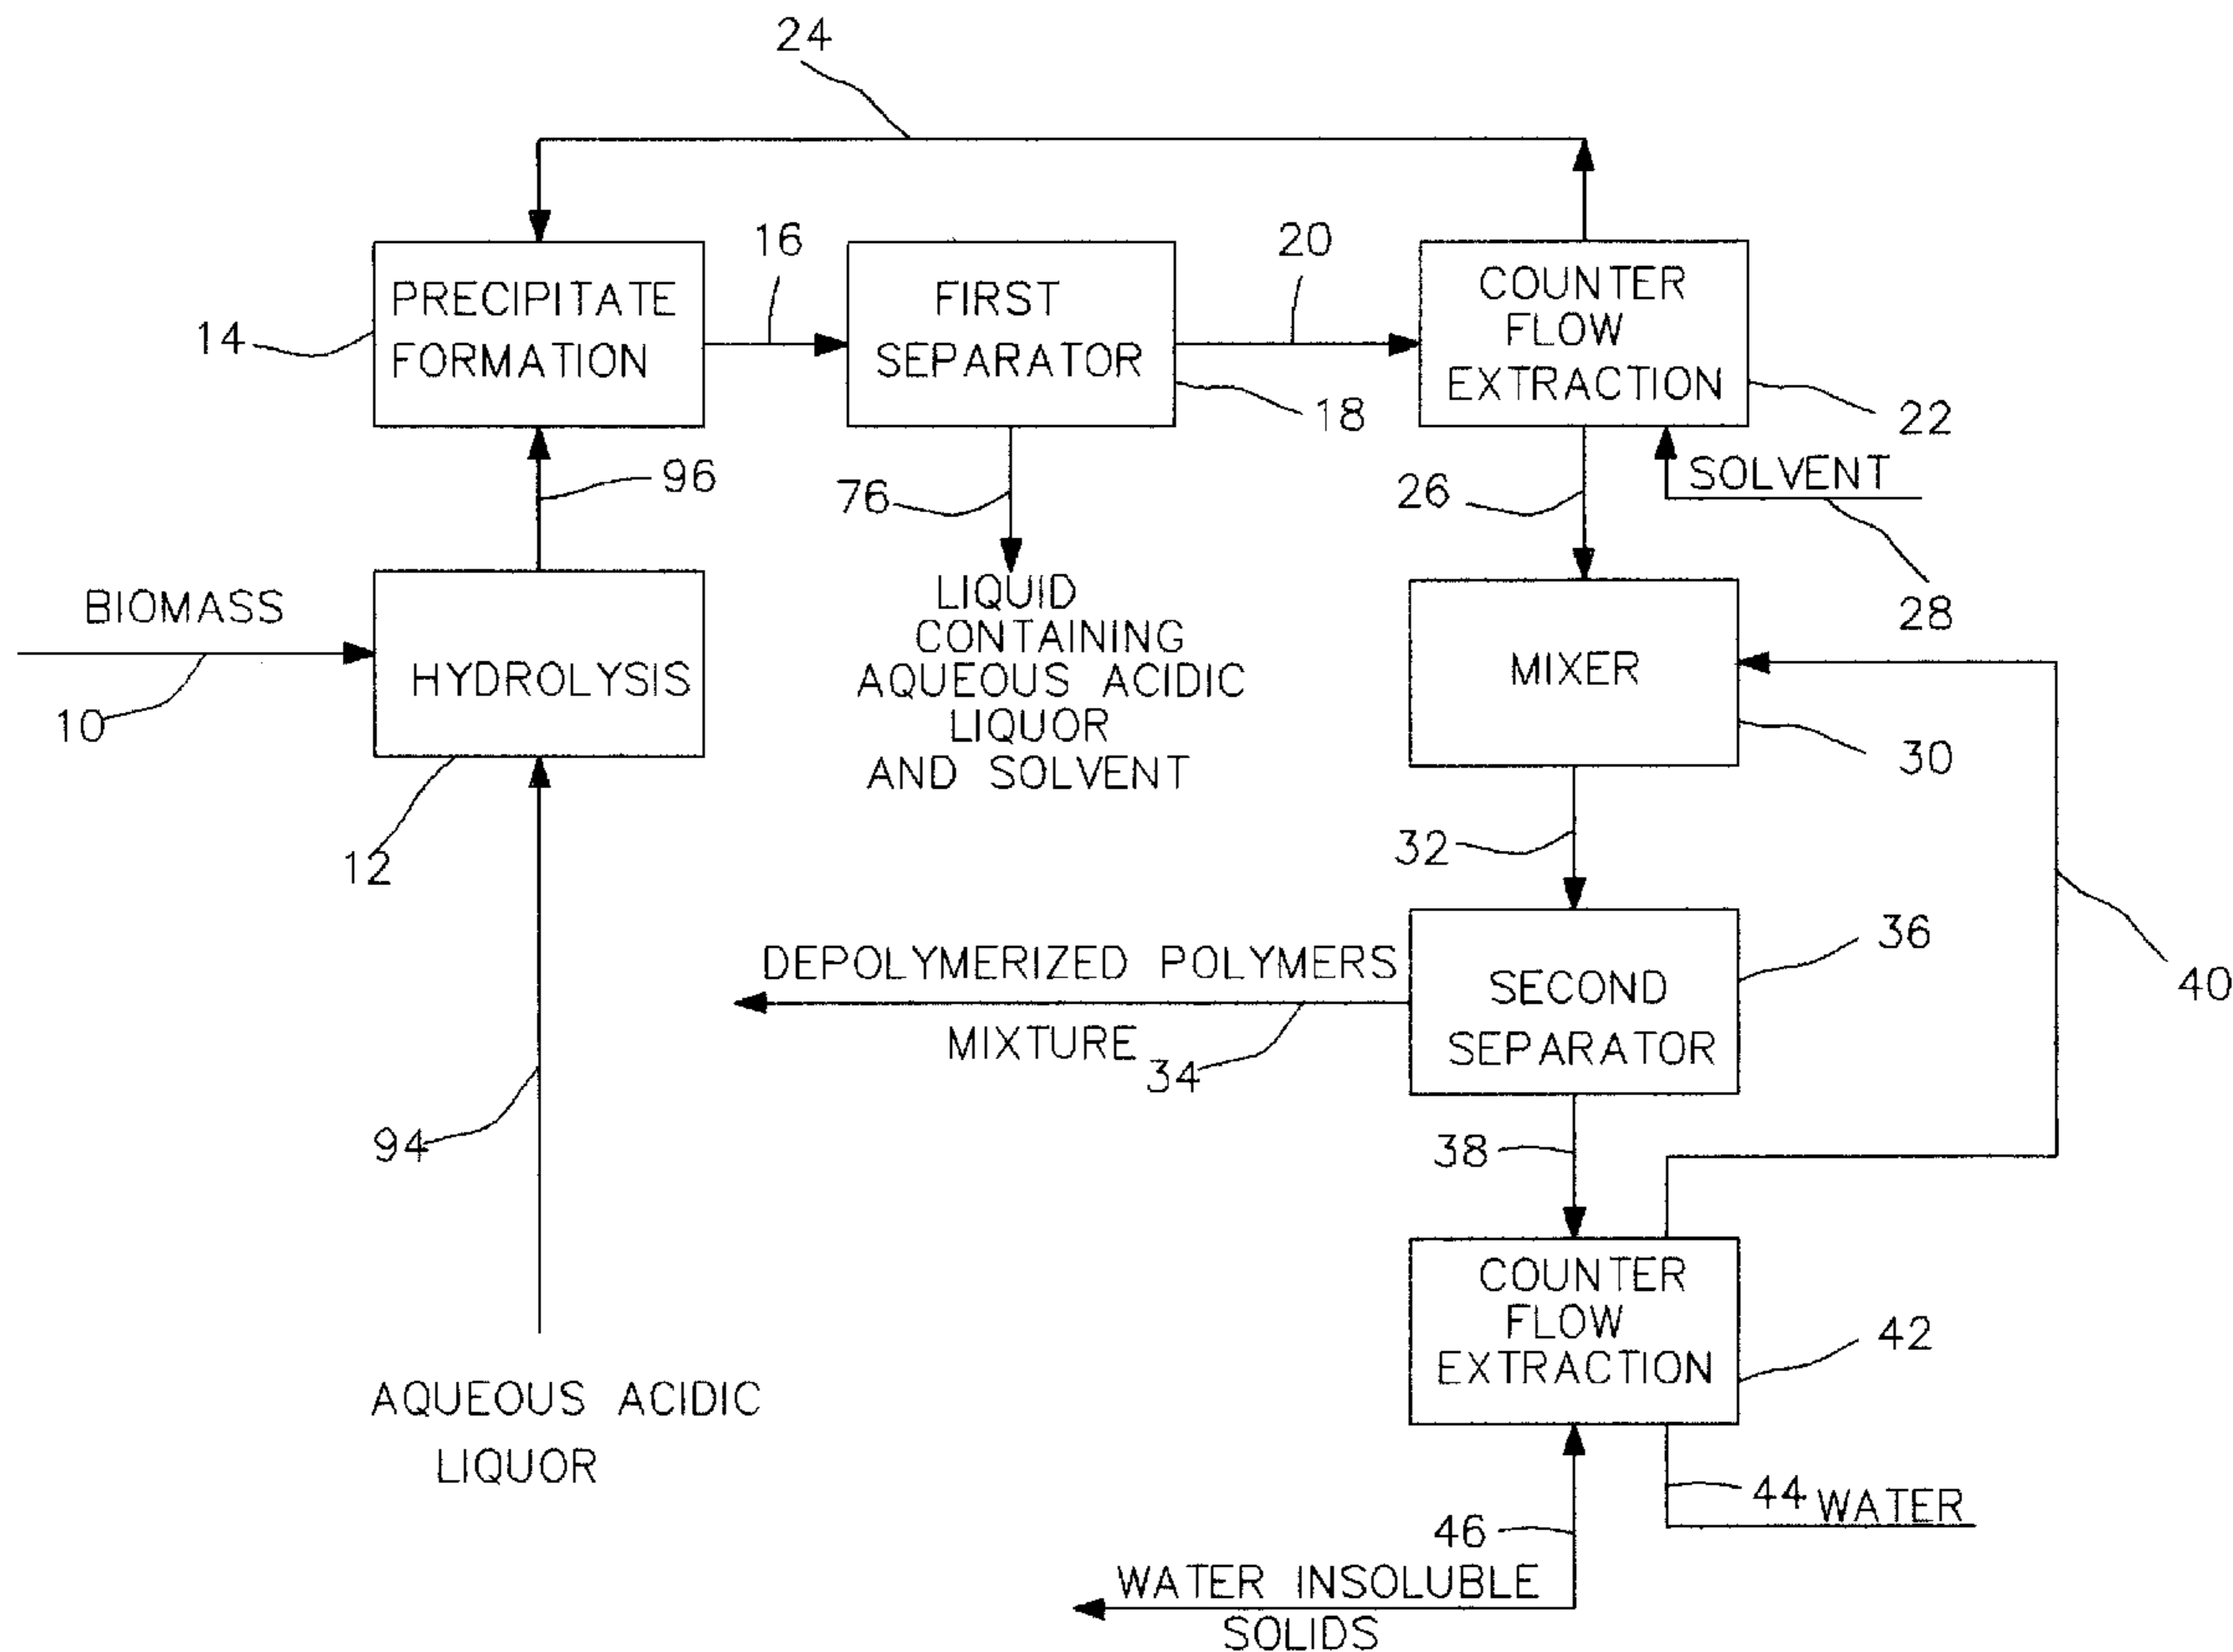 24
PRECIPITATE
FORMATION
14
16
FIRST
SEPARATOR
18
20
COUNTER
FLOW
EXTRACTION
22
96
76
26
SOLVENT
28
BIOMASS
10
HYDROLYSIS
12
LIQUID
CONTAINING
AQUEOUS ACIDIC
LIQUOR
AND SOLVENT
MIXER
30
32
DEPOLYMERIZED POLYMERS
MIXTURE
34
SECOND
SEPARATOR
36
40
94
38
COUNTER
FLOW
EXTRACTION
42
AQUEOUS ACIDIC
LIQUOR
44 WATER
46
WATER INSOLUBLE
SOLIDS